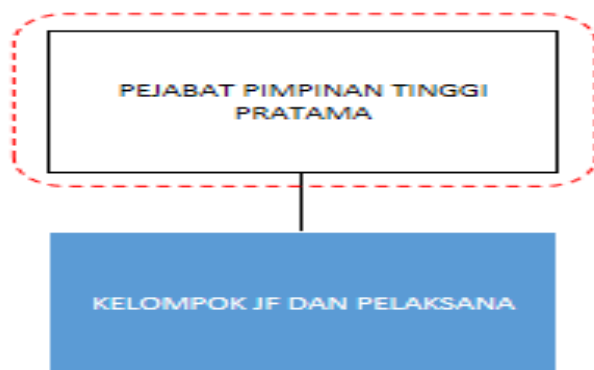 PEJABAT PIMPINAN TINGGI
PRATAMA
KELOMPOK JF DAN PELAKSANA